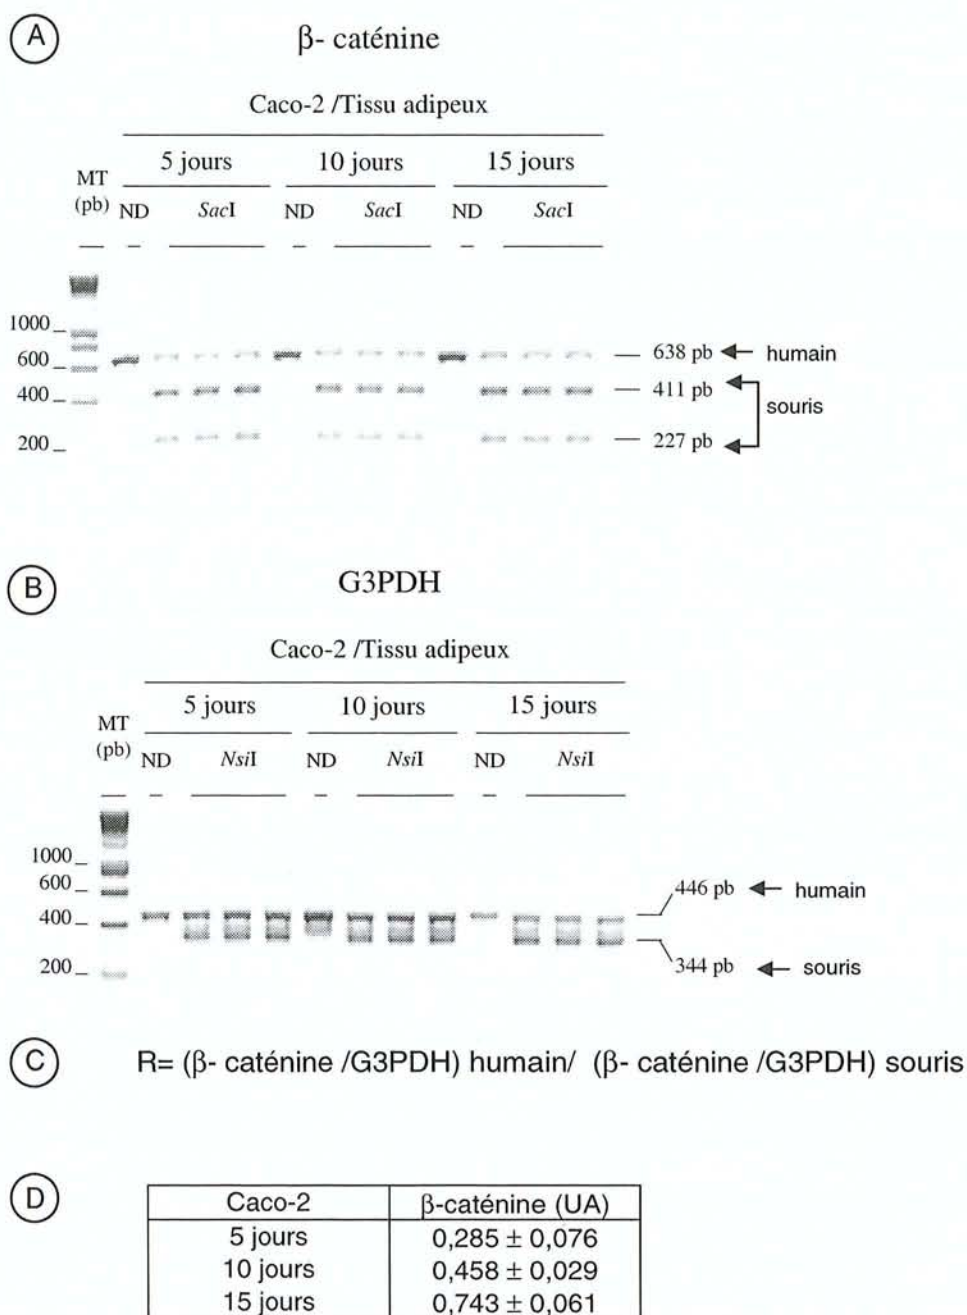 A
β- caténine
Caco-2 /Tissu adipeux
5 jours 10 jours 15 jours
MT
(pb) ND SacI ND SacI ND SacI
1000
600
400
200
638 pb humain
411 pb
souris
227 pb
B
G3PDH
Caco-2 /Tissu adipeux
5 jours 10 jours 15 jours
MT
(pb) ND NsiI ND NsiI ND NsiI
1000
600
400
200
446 pb humain
344 pb souris
C
R= (β- caténine /G3PDH) humain/ (β- caténine /G3PDH) souris
D
Caco-2 β-caténine (UA)
5 jours 0,285 ± 0,076
10 jours 0,458 ± 0,029
15 jours 0,743 ± 0,061